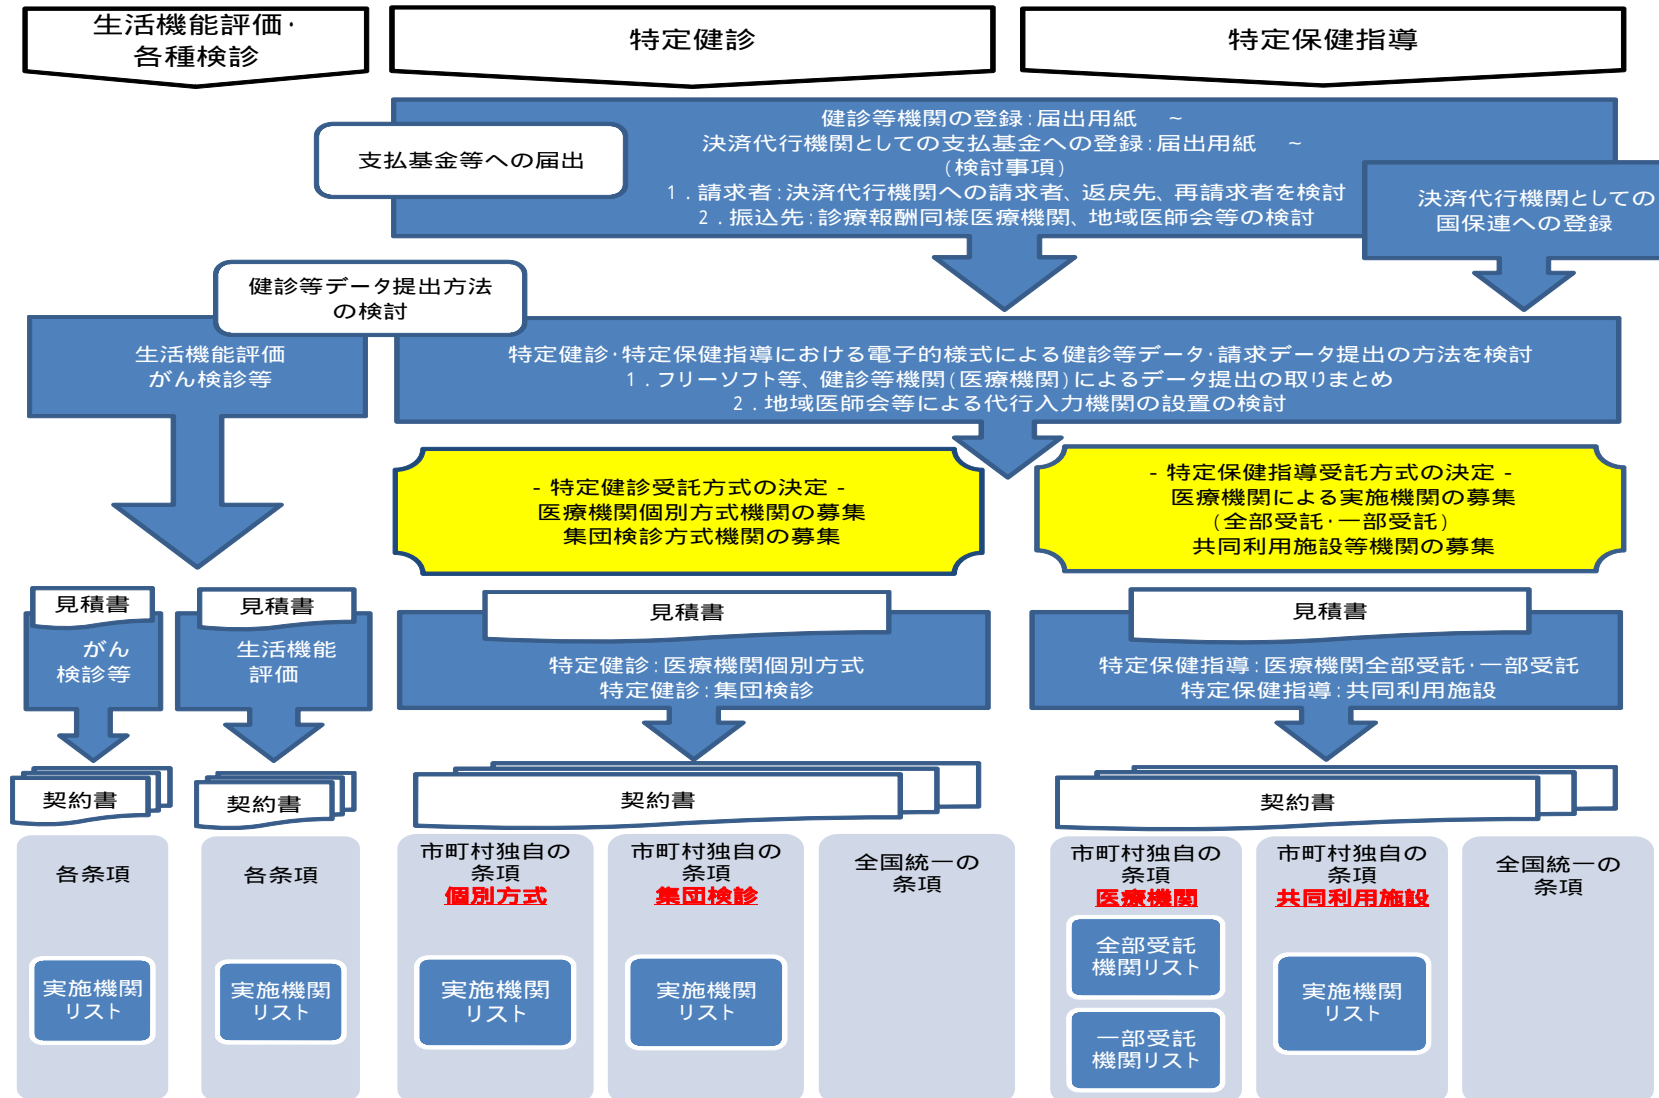 生活機能評価・
各種検診
特定健診
特定保健指導
支払基金等への届出
健診等機関の登録：届出用紙　～
決済代行機関としての支払基金への登録：届出用紙　～
（検討事項）
１．請求者：決済代行機関への請求者、返戻先、再請求者を検討
２．振込先：診療報酬同様医療機関、地域医師会等の検討
決済代行機関としての
国保連への登録
健診等データ提出方法
の検討
生活機能評価
がん検診等
特定健診・特定保健指導における電子的様式による健診等データ・請求データ提出の方法を検討
１．フリーソフト等、健診等機関（医療機関）によるデータ提出の取りまとめ
２．地域医師会等による代行入力機関の設置の検討
- 特定健診受託方式の決定 -
医療機関個別方式機関の募集
集団検診方式機関の募集
- 特定保健指導受託方式の決定 -
医療機関による実施機関の募集
（全部受託・一部受託）
共同利用施設等機関の募集
見積書
がん
検診等
見積書
生活機能
評価
見積書
特定健診：医療機関個別方式
特定健診：集団検診
見積書
特定保健指導：医療機関全部受託・一部受託
特定保健指導：共同利用施設
契約書
契約書
契約書
契約書
各条項
実施機関
リスト
各条項
実施機関
リスト
市町村独自の
条項
個別方式
実施機関
リスト
市町村独自の
条項
集団検診
実施機関
リスト
全国統一の
条項
市町村独自の
条項
医療機関
全部受託
機関リスト
一部受託
機関リスト
市町村独自の
条項
共同利用施設
実施機関
リスト
全国統一の
条項